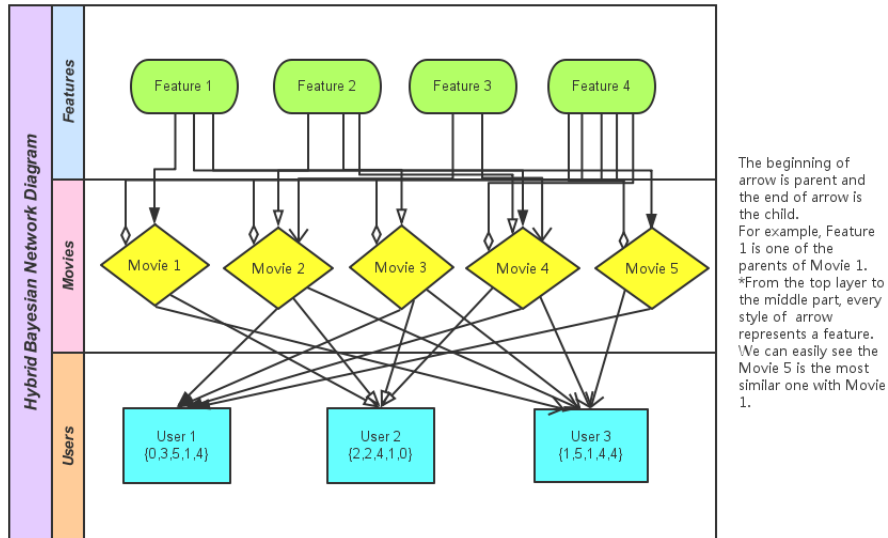 Hybrid Bayesian Network Diagram
Features
Feature 1
Feature 2
Feature 3
Feature 4
Movies
Movie 1
Movie 2
Movie 3
Movie 4
Movie 5
Users
User 1
{0,3,5,1,4}
User 2
{2,2,4,1,0}
User 3
{1,5,1,4,4}
The beginning of
arrow is parent and
the end of arrow is
the child.
For example, Feature
1 is one of the
parents of Movie 1.
*From the top layer to
the middle part, every
style of arrow
represents a feature.
We can easily see the
Movie 5 is the most
similar one with Movie
1.